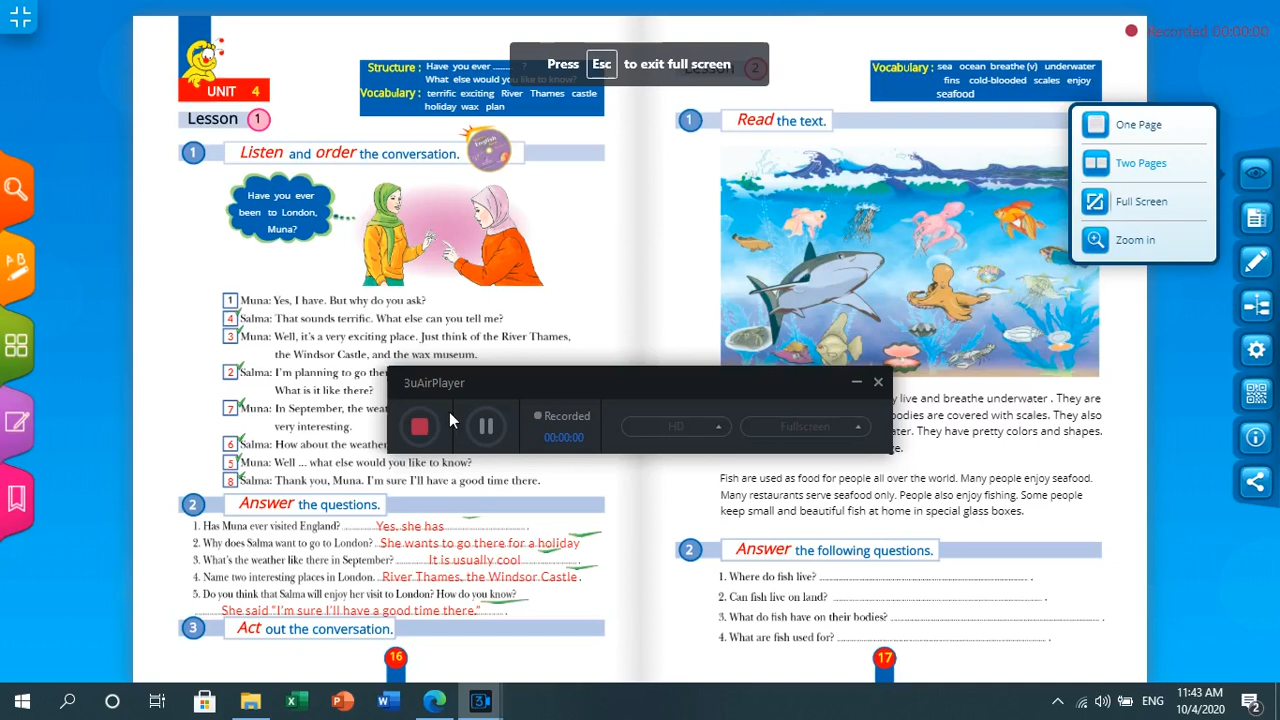 Recorded 00:00:00
Press Esc to exit full screen
UNIT 4
Structure: Have you ever ........ ?
What else would you like to know?
Vocabulary: terrific exciting River Thames castle
holiday wax plan
Lesson 1
1 Listen and order the conversation.
English
Have you ever
been to London,
Muna?
1 Muna: Yes, I have. But why do you ask?
4 Salma: That sounds terrific. What else can you tell me?
3 Muna: Well, it's a very exciting place. Just think of the River Thames,
the Windsor Castle, and the wax museum.
2 Salma: I'm planning to go the
What is it like there?
7 Muna: In September, the wea
very interesting.
6 Salma: How about the weather
5 Muna: Well ... what else would you like to know?
8 Salma: Thank you, Muna. I'm sure I'll have a good time there.
2 Answer the questions.
1. Has Muna ever visited England? Yes, she has
2. Why does Salma want to go to London? She wants to go there for a holiday
3. What's the weather like there in September? It is usually cool
4. Name two interesting places in London. River Thames, the Windsor Castle.
5. Do you think that Salma will enjoy her visit to London? How do you know?
She said "I'm sure I'll have a good time there."
3 Act out the conversation.
16
Lesson 2
Vocabulary: sea ocean breathe (v) underwater
fins cold-blooded scales enjoy
seafood
1 Read the text.
y live and breathe underwater . They are
odies are covered with scales. They also
ater. They have pretty colors and shapes.
ge.
Fish are used as food for people all over the world. Many people enjoy seafood.
Many restaurants serve seafood only. People also enjoy fishing. Some people
keep small and beautiful fish at home in special glass boxes.
2 Answer the following questions.
1. Where do fish live?
2. Can fish live on land?
3. What do fish have on their bodies?
4. What are fish used for?
17
One Page
Two Pages
Full Screen
Zoom in
3uAirPlayer
Recorded
00:00:00
HD
Fullscreen
AB
ENG
11:43 AM
10/4/2020
2